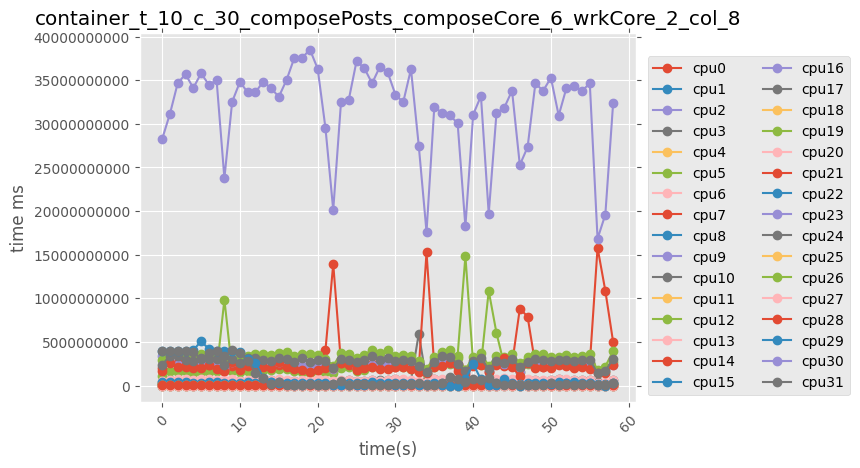 container_t_10_c_30_composePosts_composeCore_6_wrkCore_2_col_8
40000000000
35000000000
30000000000
25000000000
20000000000
15000000000
10000000000
5000000000
0
time ms
0
10
20
30
40
50
60
time(s)
cpu0
cpu1
cpu2
cpu3
cpu4
cpu5
cpu6
cpu7
cpu8
cpu9
cpu10
cpu11
cpu12
cpu13
cpu14
cpu15
cpu16
cpu17
cpu18
cpu19
cpu20
cpu21
cpu22
cpu23
cpu24
cpu25
cpu26
cpu27
cpu28
cpu29
cpu30
cpu31